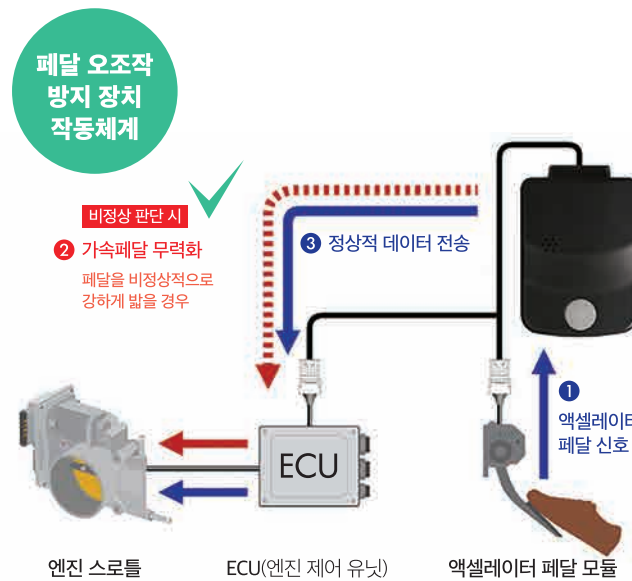 페달 오조작
방지 장치
작동체계
비정상 판단 시
❷ 가속페달 무력화
페달을 비정상적으로
강하게 밟을 경우
❸ 정상적 데이터 전송
❶
액셀레이터
페달 신호
ECU
엔진 스로틀
ECU(엔진 제어 유닛)
액셀레이터 페달 모듈